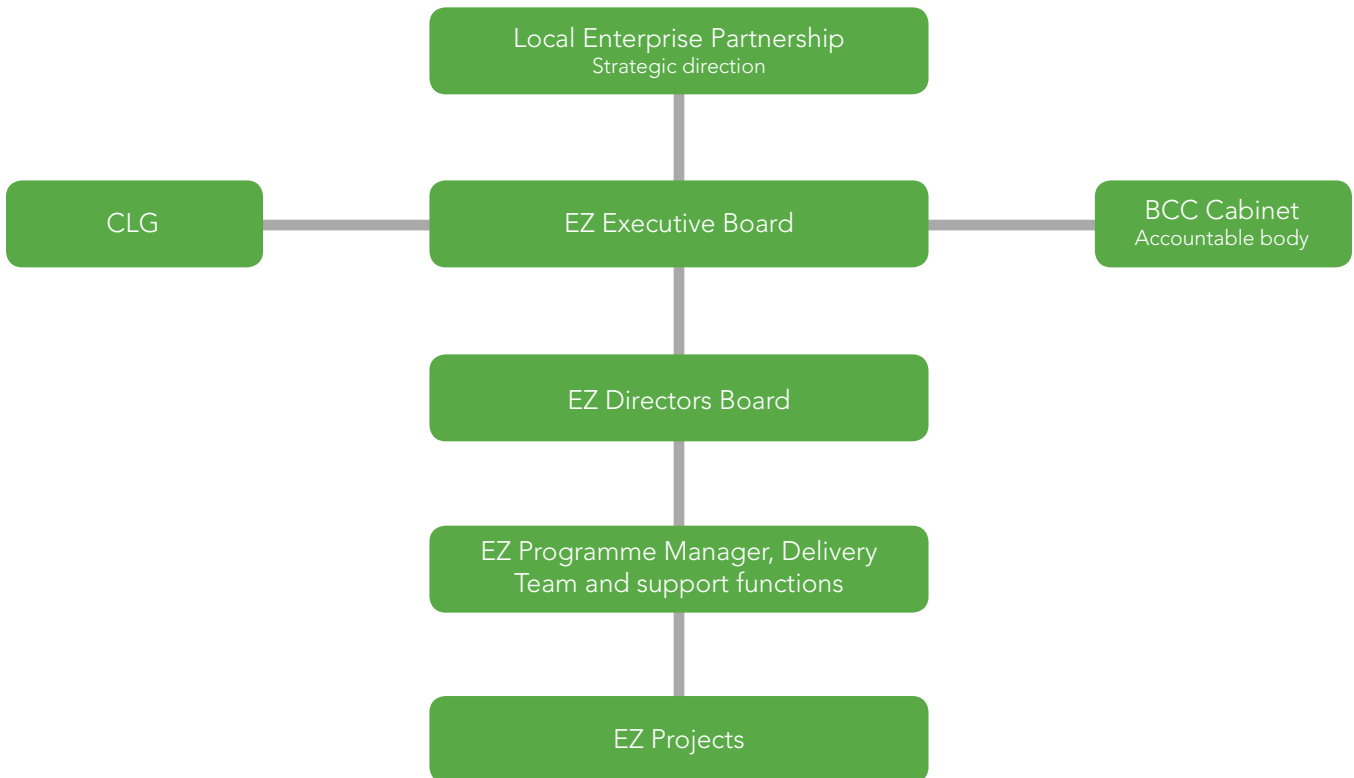 Local Enterprise Partnership
Strategic direction
CLG
EZ Executive Board
BCC Cabinet
Accountable body
EZ Directors Board
EZ Programme Manager, Delivery
Team and support functions
EZ Projects